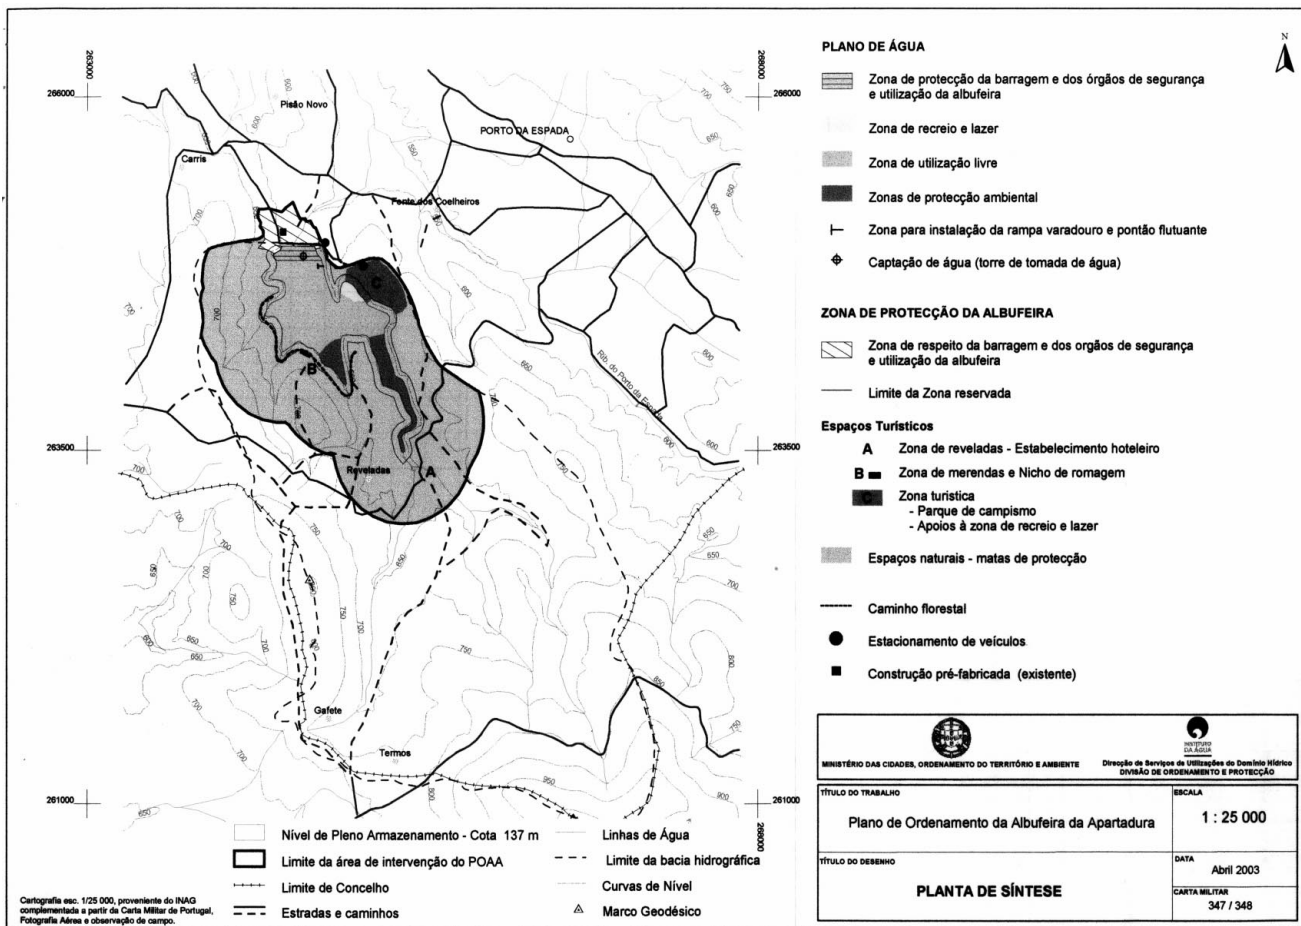 263000
268000
266000
266000
Pisão Novo
PORTO DA ESPADA
Carris
Fonte dos Coelheiros
C
B
A
Rib. do Porto da Espada
263500
263500
Reveladas
Gafete
Termos
261000
261000
268000
N
PLANO DE ÁGUA
Zona de protecção da barragem e dos órgãos de segurança
e utilização da albufeira
Zona de recreio e lazer
Zona de utilização livre
Zonas de protecção ambiental
Zona para instalação da rampa varadouro e pontão flutuante
Captação de água (torre de tomada de água)
ZONA DE PROTECÇÃO DA ALBUFEIRA
Zona de respeito da barragem e dos orgãos de segurança
e utilização da albufeira
Limite da Zona reservada
Espaços Turísticos
A Zona de reveladas - Estabelecimento hoteleiro
B Zona de merendas e Nicho de romagem
C Zona turistica
- Parque de campismo
- Apoios à zona de recreio e lazer
Espaços naturais - matas de protecção
Caminho florestal
Estacionamento de veículos
Construção pré-fabricada (existente)
Nível de Pleno Armazenamento - Cota 137 m
Limite da área de intervenção do POAA
Limite de Concelho
Estradas e caminhos
Linhas de Água
Limite da bacia hidrográfica
Curvas de Nível
Marco Geodésico
Cartografia esc. 1/25 000, proveniente do INAG
complementada a partir da Carta Militar de Portugal,
Fotografia Aérea e observação de campo.
MINISTÉRIO DAS CIDADES, ORDENAMENTO DO TERRITÓRIO E AMBIENTE
INSTITUTO
DA ÁGUA
Direcção de Serviços de Utilizações do Domínio Hídrico
DIVISÃO DE ORDENAMENTO E PROTECÇÃO
TÍTULO DO TRABALHO
Plano de Ordenamento da Albufeira da Apartadura
ESCALA
1 : 25 000
TÍTULO DO DESENHO
PLANTA DE SÍNTESE
DATA
Abril 2003
CARTA MILITAR
347 / 348